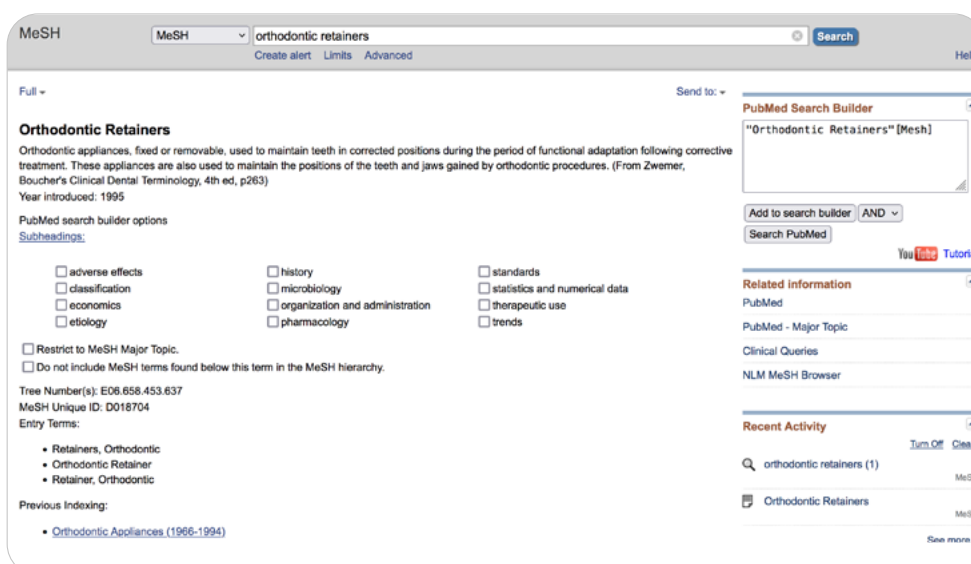 MeSH
MeSH
orthodontic retainers
Search
Create alert Limits Advanced
Full
Send to:
Orthodontic Retainers
Orthodontic appliances, fixed or removable, used to maintain teeth in corrected positions during the period of functional adaptation following corrective
treatment. These appliances are also used to maintain the positions of the teeth and jaws gained by orthodontic procedures. (From Zwemer,
Boucher's Clinical Dental Terminology, 4th ed, p263)
Year introduced: 1995
PubMed search builder options
Subheadings:
adverse effects
classification
economics
etiology
history
microbiology
organization and administration
pharmacology
standards
statistics and numerical data
therapeutic use
trends
Restrict to MeSH Major Topic.
Do not include MeSH terms found below this term in the MeSH hierarchy.
Tree Number(s): E06.658.453.637
MeSH Unique ID: D018704
Entry Terms:
• Retainers, Orthodontic
• Orthodontic Retainer
• Retainer, Orthodontic
Previous Indexing:
• Orthodontic Appliances (1966-1994)
PubMed Search Builder
"Orthodontic Retainers"[Mesh]
Add to search builder AND
Search PubMed
YouTube Tutori
Related information
PubMed
PubMed - Major Topic
Clinical Queries
NLM MeSH Browser
Recent Activity
Turn Off Clea
orthodontic retainers (1)
MeS
Orthodontic Retainers
MeS
See more